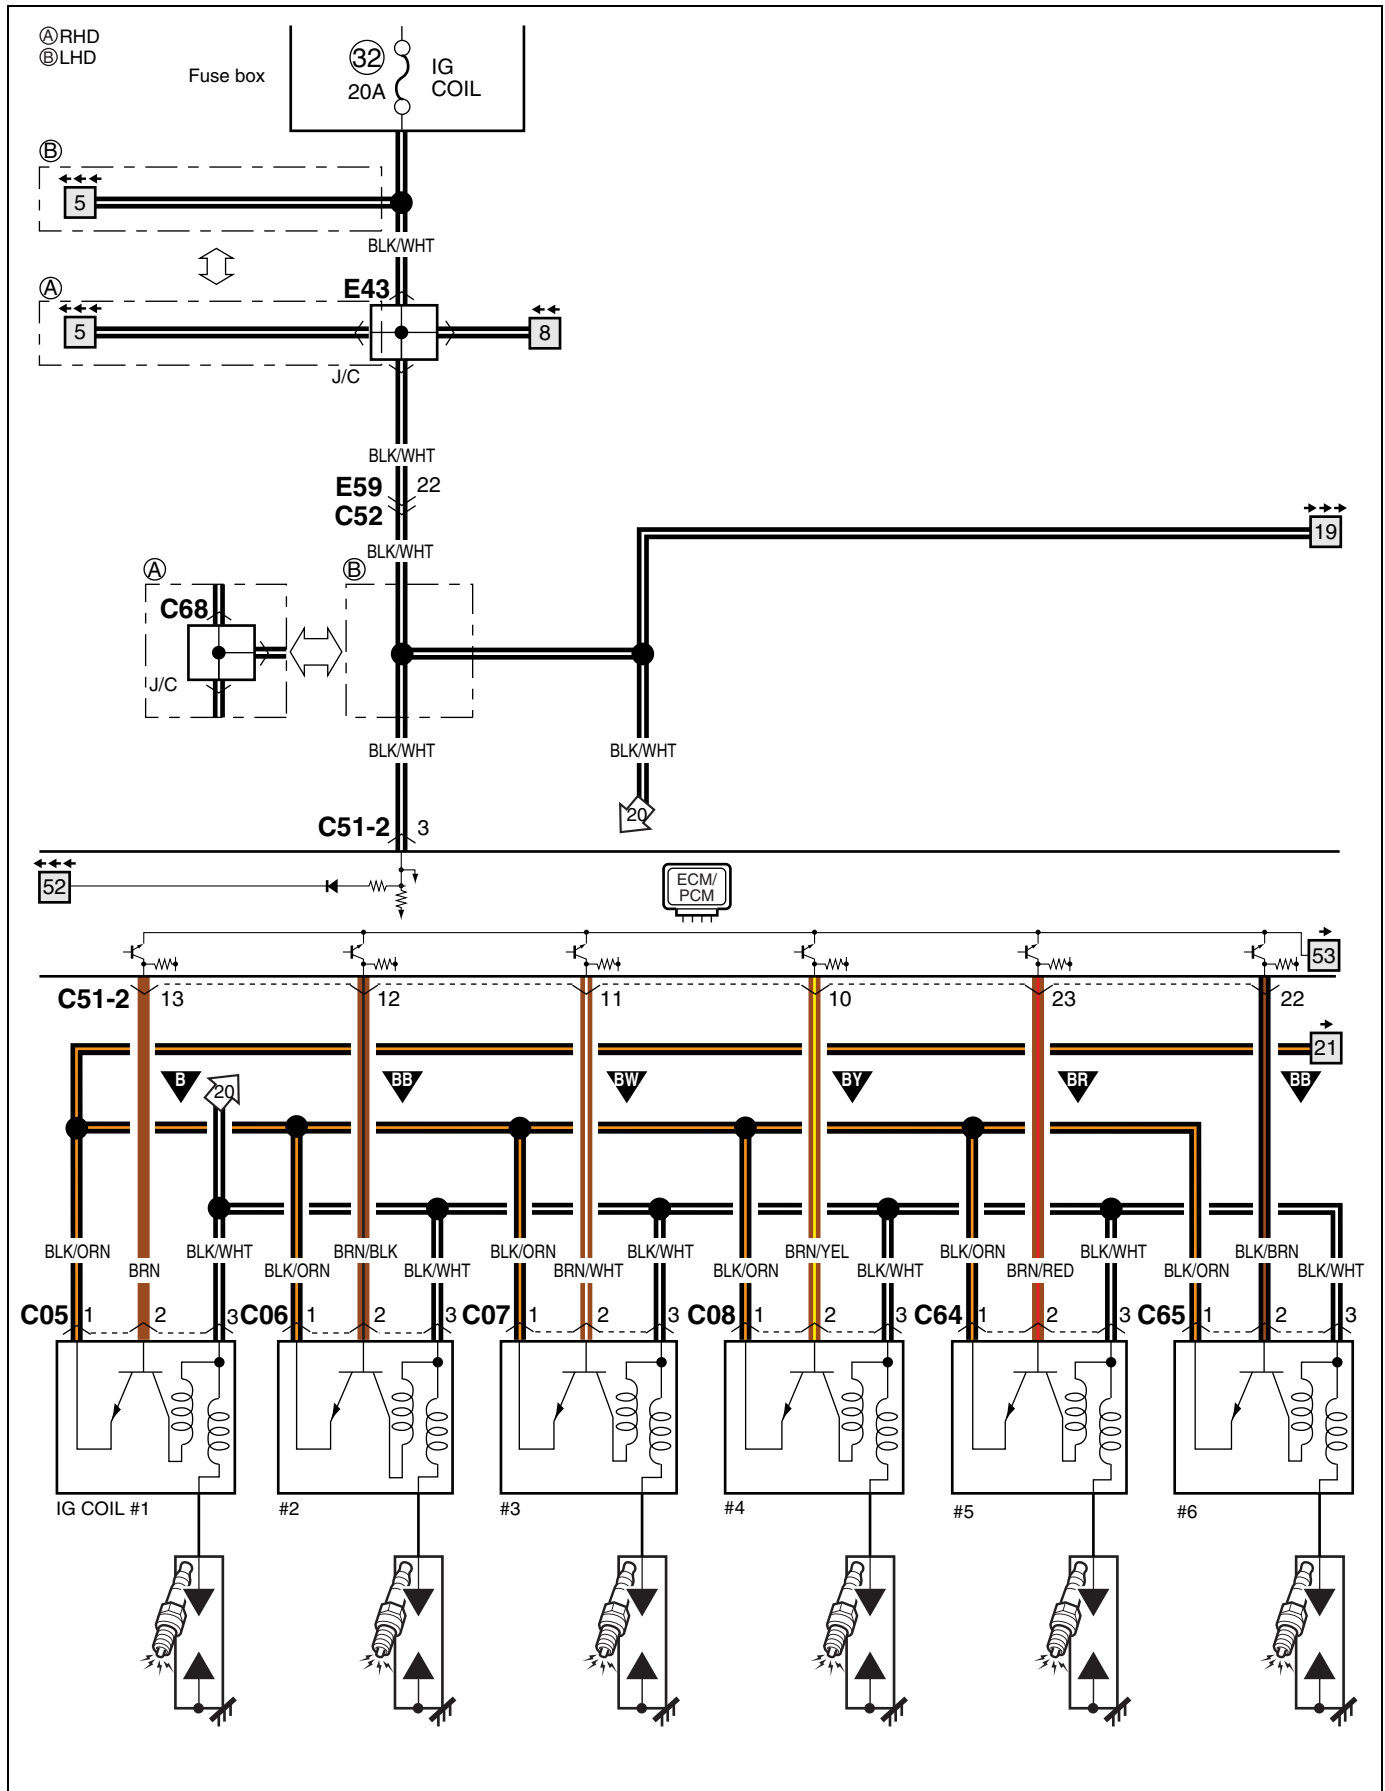 Ⓐ RHD
Ⓑ LHD
Fuse box
32
20A
IG
COIL
Ⓑ
5
BLK/WHT
Ⓐ
E43
5
8
J/C
BLK/WHT
E59 22
C52
19
BLK/WHT
Ⓐ
Ⓑ
C68
J/C
BLK/WHT
BLK/WHT
20
C51-2 3
52
ECM/
PCM
53
C51-2 13 12 11 10 23 22
21
B BB BW BY BR BB
20
BLK/ORN BLK/WHT BRN/BLK BLK/ORN BLK/WHT BRN/YEL BLK/ORN BLK/WHT BLK/BRN
BRN BLK/ORN BLK/WHT BRN/WHT BLK/ORN BLK/WHT BRN/RED BLK/ORN BLK/WHT
C05 1 2 3 C06 1 2 3 C07 1 2 3 C08 1 2 3 C64 1 2 3 C65 1 2 3
IG COIL #1 #2 #3 #4 #5 #6